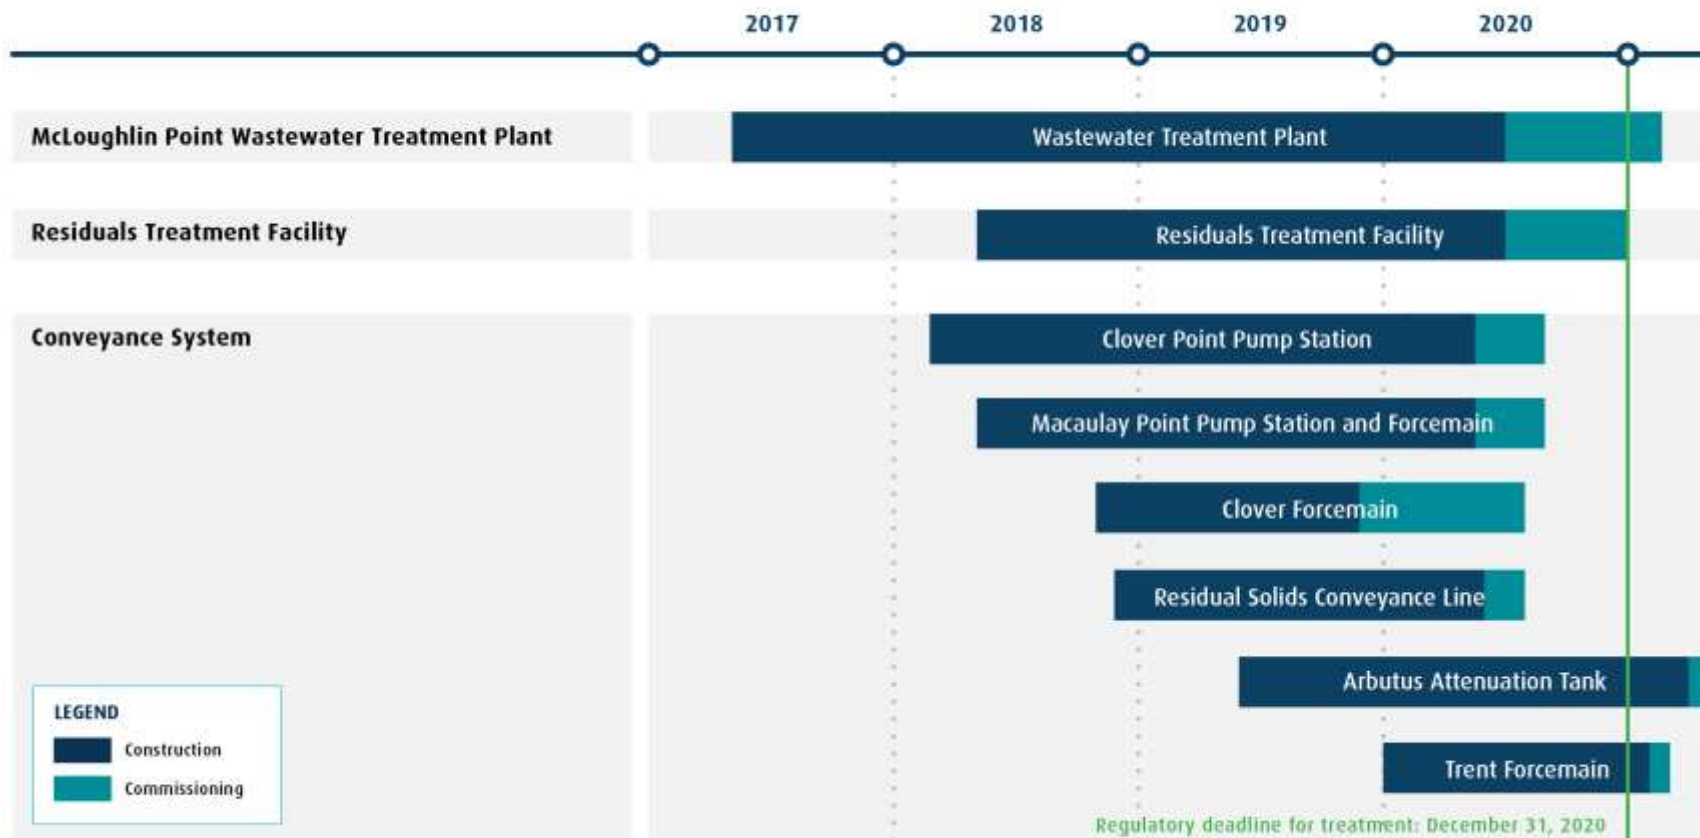 2017 2018 2019 2020
McLoughlin Point Wastewater Treatment Plant
Wastewater Treatment Plant
Residuals Treatment Facility
Residuals Treatment Facility
Conveyance System
Clover Point Pump Station
Macaulay Point Pump Station and Forcemain
Clover Forcemain
Residual Solids Conveyance Line
Arbutus Attenuation Tank
Trent Forcemain
LEGEND
Construction
Commissioning
Regulatory deadline for treatment: December 31, 2020